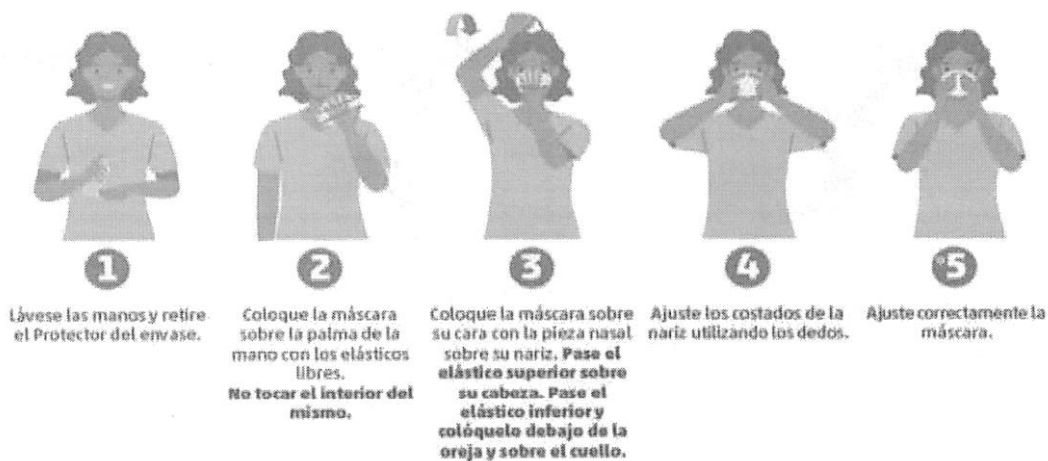 1
Lávese las manos y retire
el Protector del envase.
2
Coloque la máscara
sobre la palma de la
mano con los elásticos
libres.
No tocar el interior del
mismo.
3
Coloque la máscara sobre
su cara con la pieza nasal
sobre su nariz. Pase el
elástico superior sobre
su cabeza. Pase el
elástico inferior y
colóquelo debajo de la
oreja y sobre el cuello.
4
Ajuste los costados de la
nariz utilizando los dedos.
5
Ajuste correctamente la
máscara.